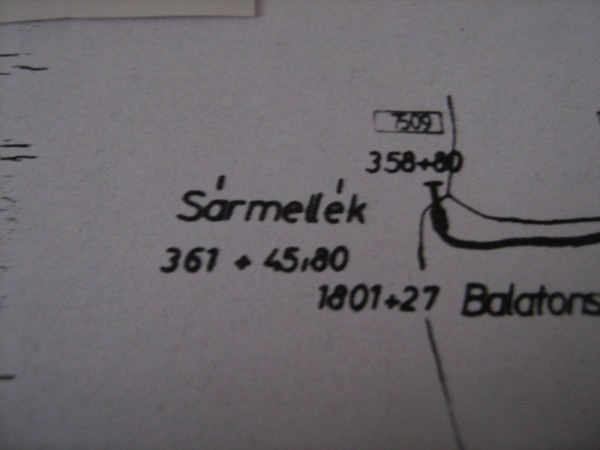 7509
358+80
Sármellék
361 + 45,80
1801+27 Balatons